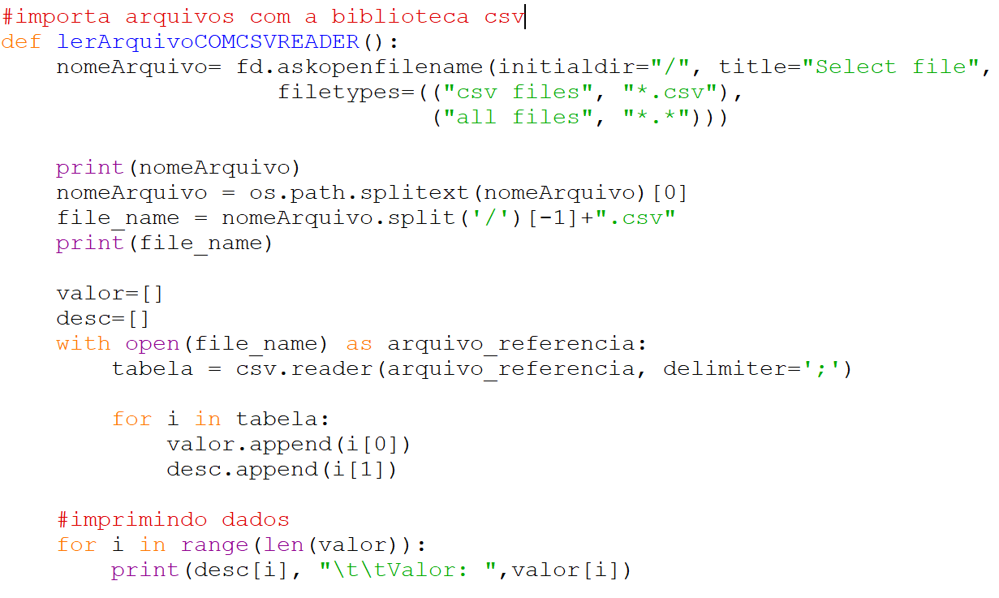 #importa arquivos com a biblioteca csv
def lerArquivoCOMCSVREADER():
    nomeArquivo= fd.askopenfilename(initialdir="/", title="Select file",
                    filetypes=(("csv files", "*.csv"),
                               ("all files", "*.*")))

    print(nomeArquivo)
    nomeArquivo = os.path.splitext(nomeArquivo)[0]
    file_name = nomeArquivo.split('/')[-1]+".csv"
    print(file_name)

    valor=[]
    desc=[]
    with open(file_name) as arquivo_referencia:
        tabela = csv.reader(arquivo_referencia, delimiter=';')

        for i in tabela:
            valor.append(i[0])
            desc.append(i[1])

    #imprimindo dados
    for i in range(len(valor)):
        print(desc[i], "\t\tValor: ",valor[i])